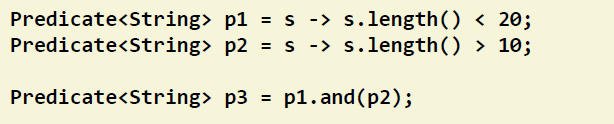 Predicate<String> p1 = s -> s.length() < 20;
Predicate<String> p2 = s -> s.length() > 10;
Predicate<String> p3 = p1.and(p2);